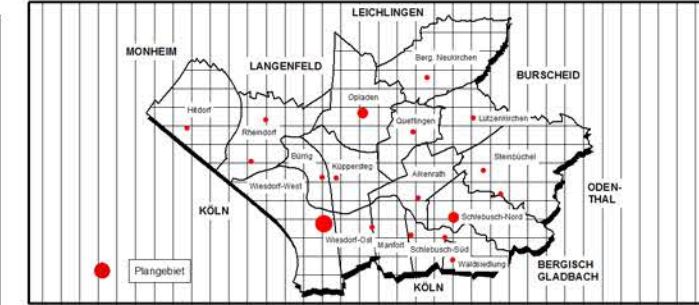 LEICHLINGEN
MONHEIM
LANGENFELD
Berg. Neukirchen
BURSCHEID
Opladen
Hitdorf
Quettingen
Lützenkirchen
Rheindorf
Bürrig
Küppersteg
Steinbüchel
Alkenrath
Wiesdorf-West
ODEN-
THAL
KÖLN
Schlebusch-Nord
Wiesdorf-Ost
Manfort
Schlebusch-Süd
Waldsiedlung
BERGISCH
GLADBACH
KÖLN
Plangebiet